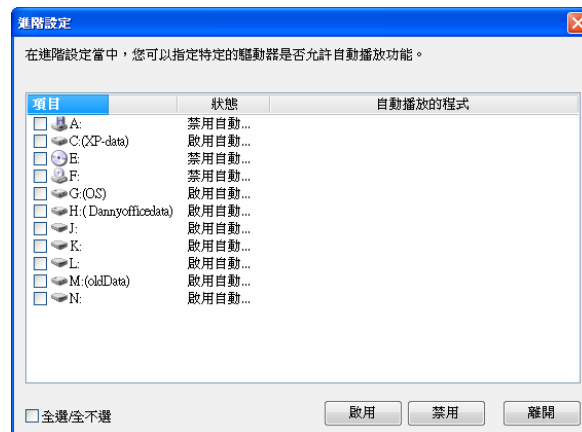 進階設定
在進階設定當中，您可以指定特定的驅動器是否允許自動播放功能。
項目 狀態 自動播放的程式
A: 禁用自動...
C:(XP-data) 啟用自動...
E: 禁用自動...
F: 禁用自動...
G:(OS) 啟用自動...
H:( Dannyofficedata) 啟用自動...
J: 啟用自動...
K: 啟用自動...
L: 啟用自動...
M:(oldData) 啟用自動...
N: 啟用自動...
全選/全不選 啟用 禁用 離開